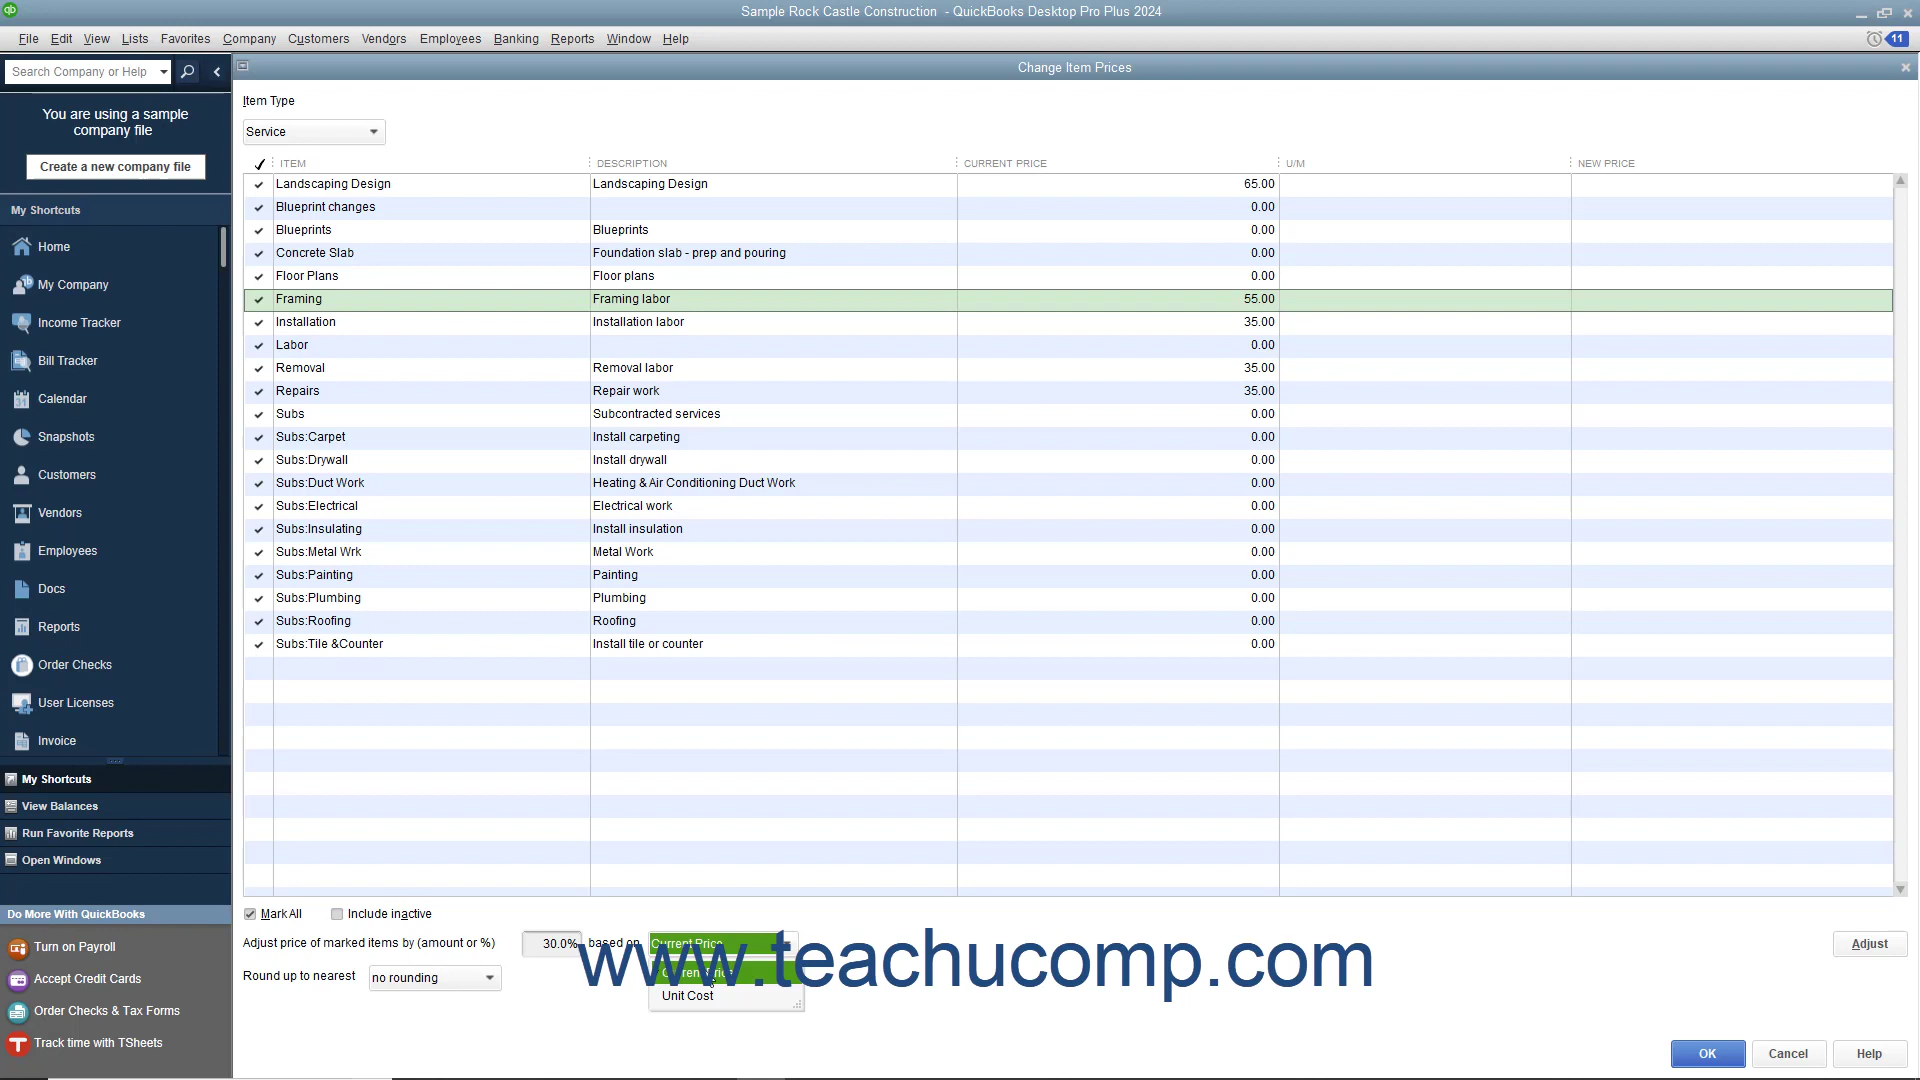 Sample Rock Castle Construction - QuickBooks Desktop Pro Plus 2024
File Edit View Lists Favorites Company Customers Vendors Employees Banking Reports Window Help
11
Search Company or Help
Change Item Prices
You are using a sample
company file
Create a new company file
My Shortcuts
Home
My Company
Income Tracker
Bill Tracker
Calendar
Snapshots
Customers
Vendors
Employees
Docs
Reports
Order Checks
User Licenses
Invoice
My Shortcuts
View Balances
Run Favorite Reports
Open Windows
Do More With QuickBooks
Turn on Payroll
Accept Credit Cards
Order Checks & Tax Forms
Track time with TSheets
Item Type
Service
ITEM DESCRIPTION CURRENT PRICE U/M NEW PRICE
Landscaping Design Landscaping Design 65.00
Blueprint changes 0.00
Blueprints Blueprints 0.00
Concrete Slab Foundation slab - prep and pouring 0.00
Floor Plans Floor plans 0.00
Framing Framing labor 55.00
Installation Installation labor 35.00
Labor 0.00
Removal Removal labor 35.00
Repairs Repair work 35.00
Subs Subcontracted services 0.00
Subs:Carpet Install carpeting 0.00
Subs:Drywall Install drywall 0.00
Subs:Duct Work Heating & Air Conditioning Duct Work 0.00
Subs:Electrical Electrical work 0.00
Subs:Insulating Install insulation 0.00
Subs:Metal Wrk Metal Work 0.00
Subs:Painting Painting 0.00
Subs:Plumbing Plumbing 0.00
Subs:Roofing Roofing 0.00
Subs:Tile &Counter Install tile or counter 0.00
Mark All Include inactive
Adjust price of marked items by (amount or %) 30.0% based on Current Price Adjust
Current Price
www.teachucomp.com
Round up to nearest no rounding
Unit Cost
OK Cancel Help